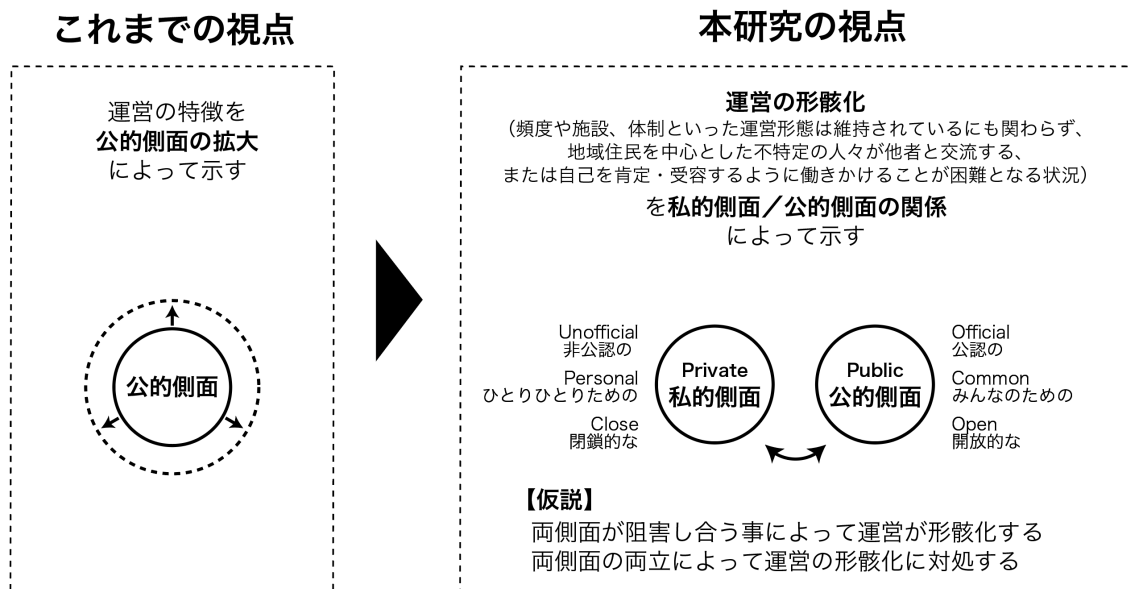 これまでの視点
運営の特徴を
公的側面の拡大
によって示す
公的側面
本研究の視点
運営の形骸化
（頻度や施設、体制といった運営形態は維持されているにも関わらず、
地域住民を中心とした不特定の人々が他者と交流する、
または自己を肯定・受容するように働きかけることが困難となる状況）
を私的側面／公的側面の関係
によって示す
Unofficial
非公認の
Personal
ひとりひとりための
Close
閉鎖的な
Private
私的側面
Public
公的側面
Official
公認の
Common
みんなのための
Open
開放的な
【仮説】
両側面が阻害し合う事によって運営が形骸化する
両側面の両立によって運営の形骸化に対処する